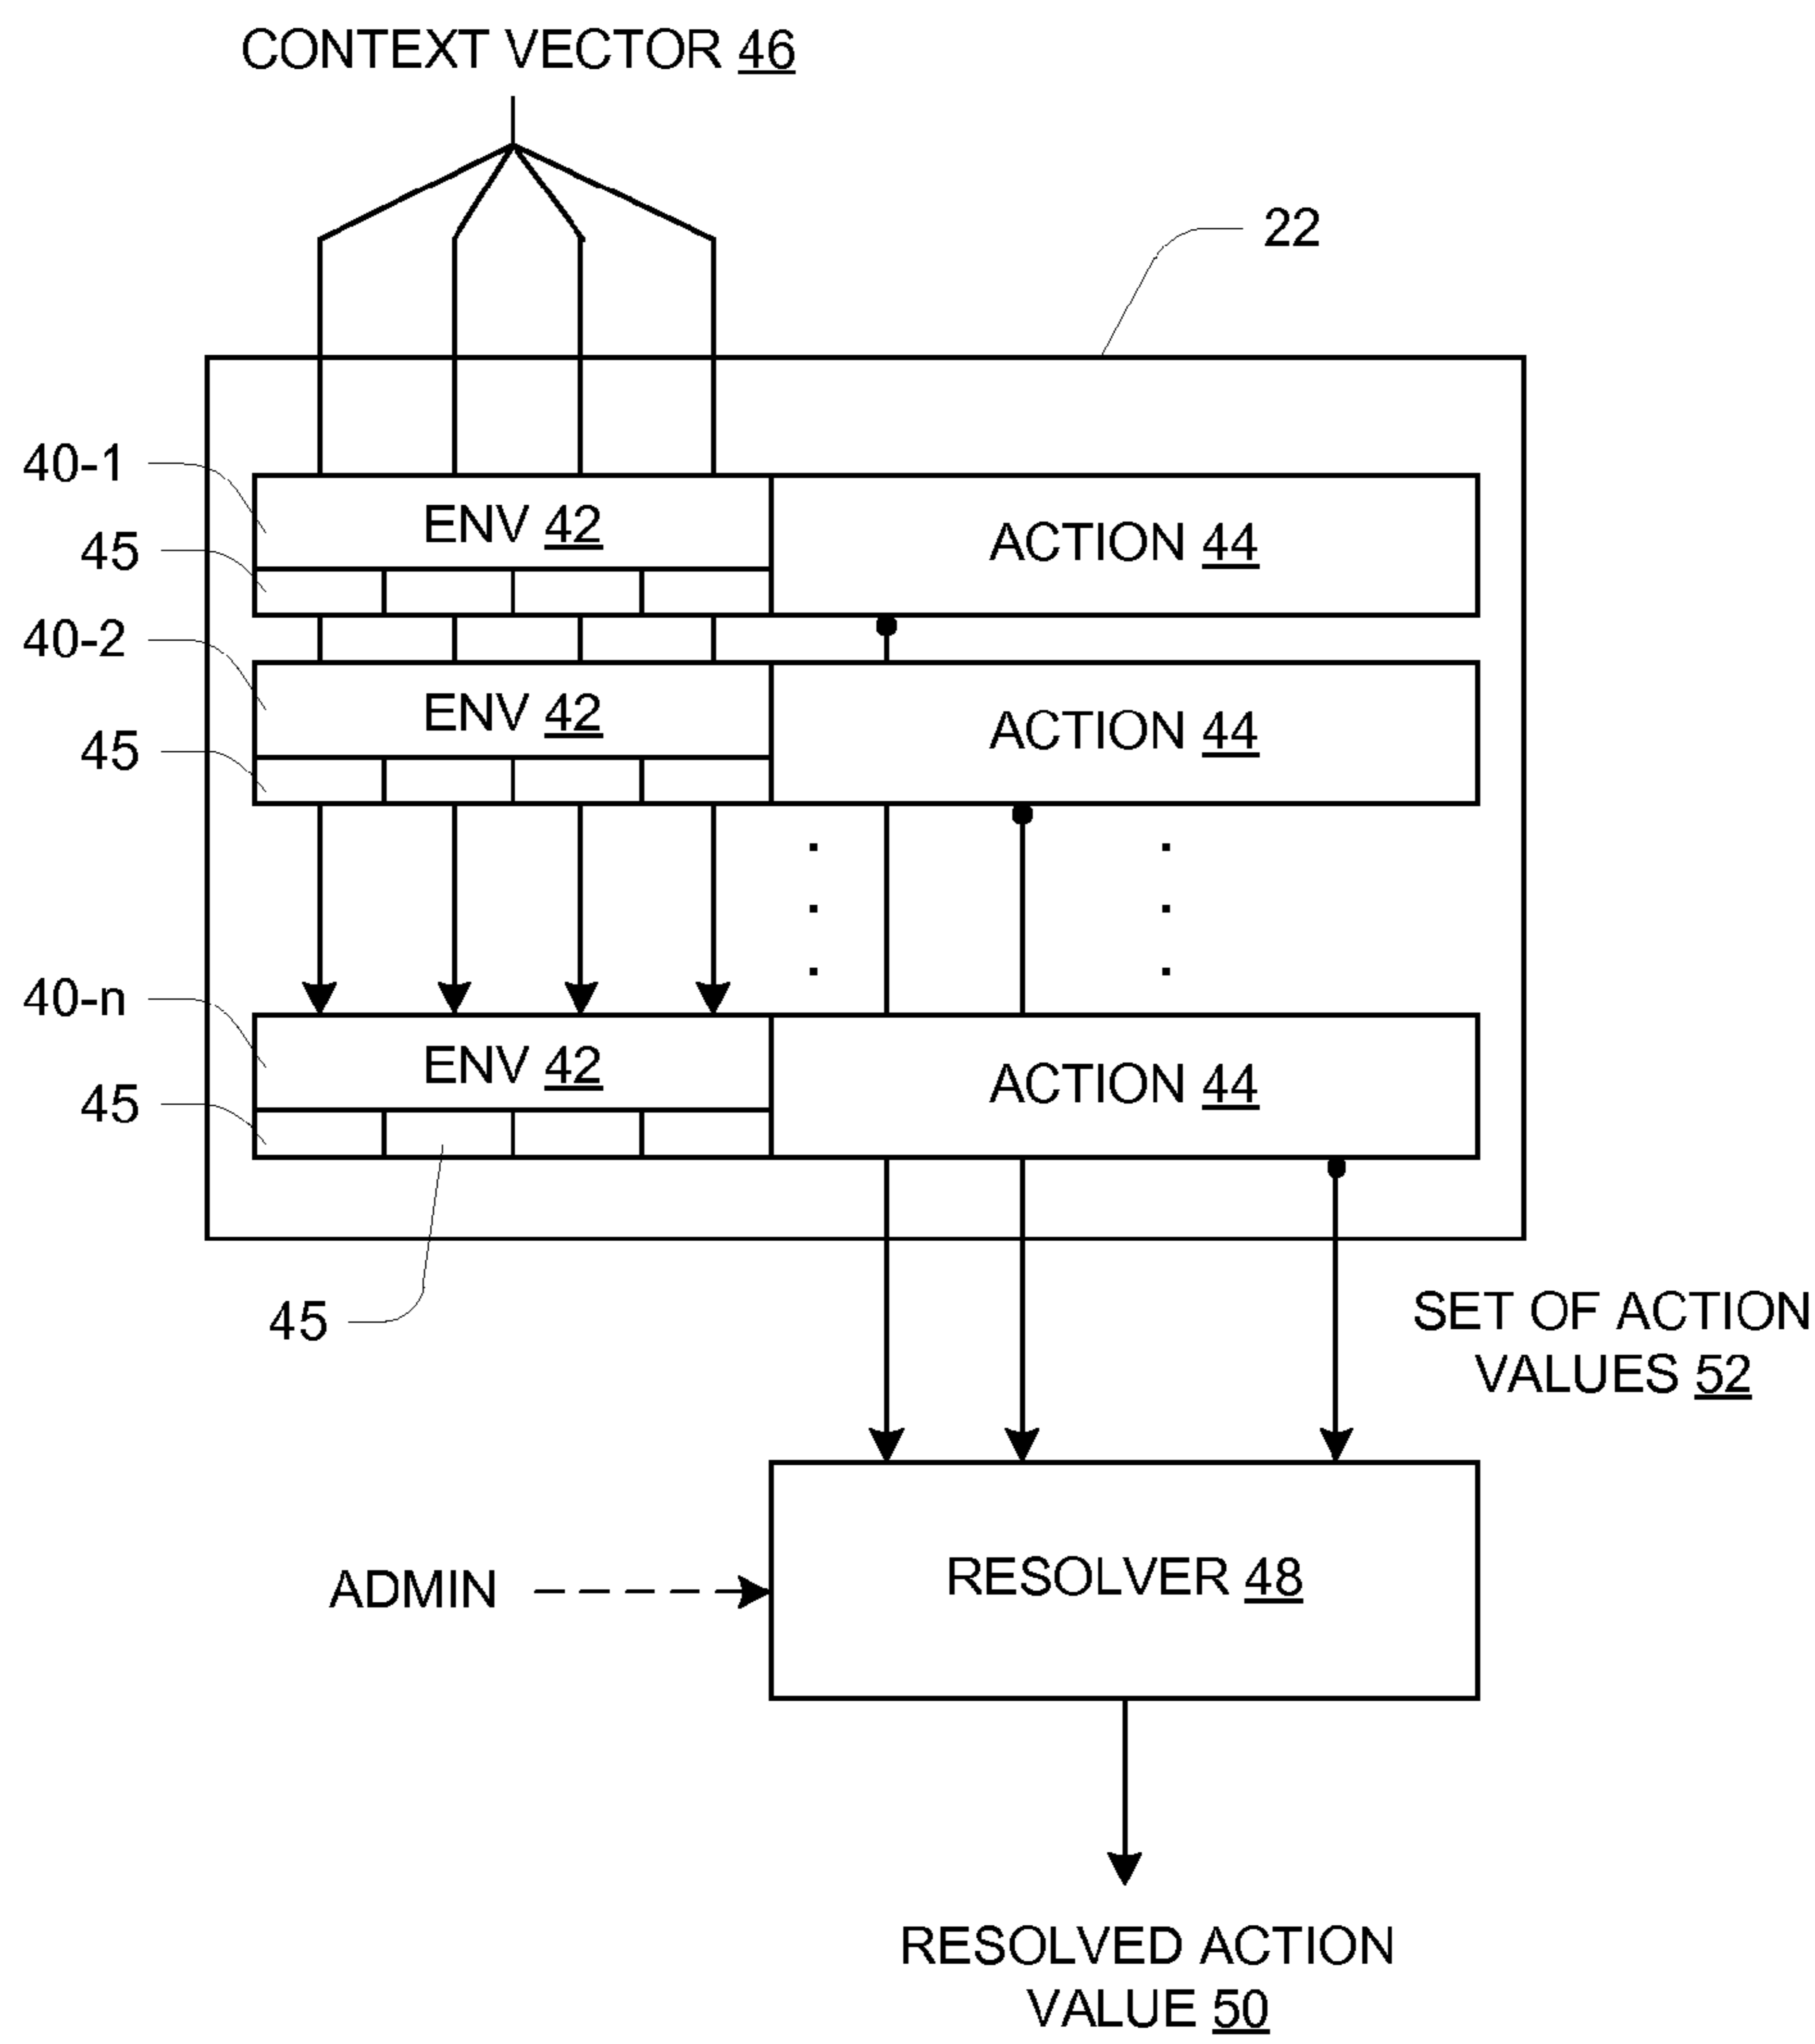 CONTEXT VECTOR 46
22
40-1
ENV 42
ACTION 44
45
40-2
ENV 42
ACTION 44
45
40-n
ENV 42
ACTION 44
45
45
SET OF ACTION
VALUES 52
ADMIN
RESOLVER 48
RESOLVED ACTION
VALUE 50